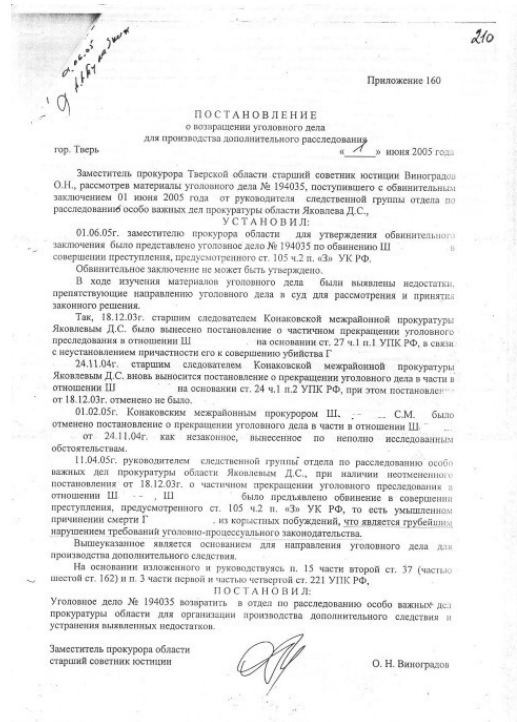 210
01.06.05
Приложение 160
ПОСТАНОВЛЕНИЕ
о возвращении уголовного дела
для производства дополнительного расследования
гор. Тверь « 1 » июня 2005 года
Заместитель прокурора Тверской области старший советник юстиции Виноградов
О.Н., рассмотрев материалы уголовного дела № 194035, поступившего с обвинительным
заключением 01 июня 2005 года от руководителя следственной группы отдела по
расследованию особо важных дел прокуратуры области Яковлева Д.С.,
УСТАНОВИЛ:
01.06.05г. заместителю прокурора области для утверждения обвинительного
заключения было представлено уголовное дело № 194035 по обвинению Ш в
совершении преступления, предусмотренного ст. 105 ч.2 п. «З» УК РФ.
Обвинительное заключение не может быть утверждено.
В ходе изучения материалов уголовного дела были выявлены недостатки,
препятствующие направлению уголовного дела в суд для рассмотрения и принятия
законного решения.
Так, 18.12.03г. старшим следователем Конаковской межрайонной прокуратуры
Яковлевым Д.С. было вынесено постановление о частичном прекращении уголовного
преследования в отношении Ш на основании ст. 27 ч.1 п.1 УПК РФ, в связи
с неустановлением причастности его к совершению убийства Г
24.11.04г. старшим следователем Конаковской межрайонной прокуратуры
Яковлевым Д.С. вновь выносится постановление о прекращении уголовного дела в части в
отношении Ш на основании ст. 24 ч.1 п.2 УПК РФ, при этом постановление
от 18.12.03г. отменено не было.
01.02.05г. Конаковским межрайонным прокурором Ш. С.М. было
отменено постановление о прекращении уголовного дела в части в отношении Ш
от 24.11.04г. как незаконное, вынесенное по неполно исследованным
обстоятельствам.
11.04.05г. руководителем следственной группы отдела по расследованию особо
важных дел прокуратуры области Яковлевым Д.С., при наличии неотмененного
постановления от 18.12.03г. о частичном прекращении уголовного преследования в
отношении Ш , Ш было предъявлено обвинение в совершении
преступления, предусмотренного ст. 105 ч.2 п. «З» УК РФ, то есть умышленном
причинении смерти Г . из корыстных побуждений, что является грубейшим
нарушением требований уголовно-процессуального законодательства.
Вышеуказанное является основанием для направления уголовного дела для
производства дополнительного следствия.
На основании изложенного и руководствуясь п. 15 части второй ст. 37 (частью
шестой ст. 162) и п. 3 части первой и частью четвертой ст. 221 УПК РФ,
ПОСТАНОВИЛ:
Уголовное дело № 194035 возвратить в отдел по расследованию особо важных дел
прокуратуры области для организации производства дополнительного следствия и
устранения выявленных недостатков.
Заместитель прокурора области
старший советник юстиции О. Н. Виноградов